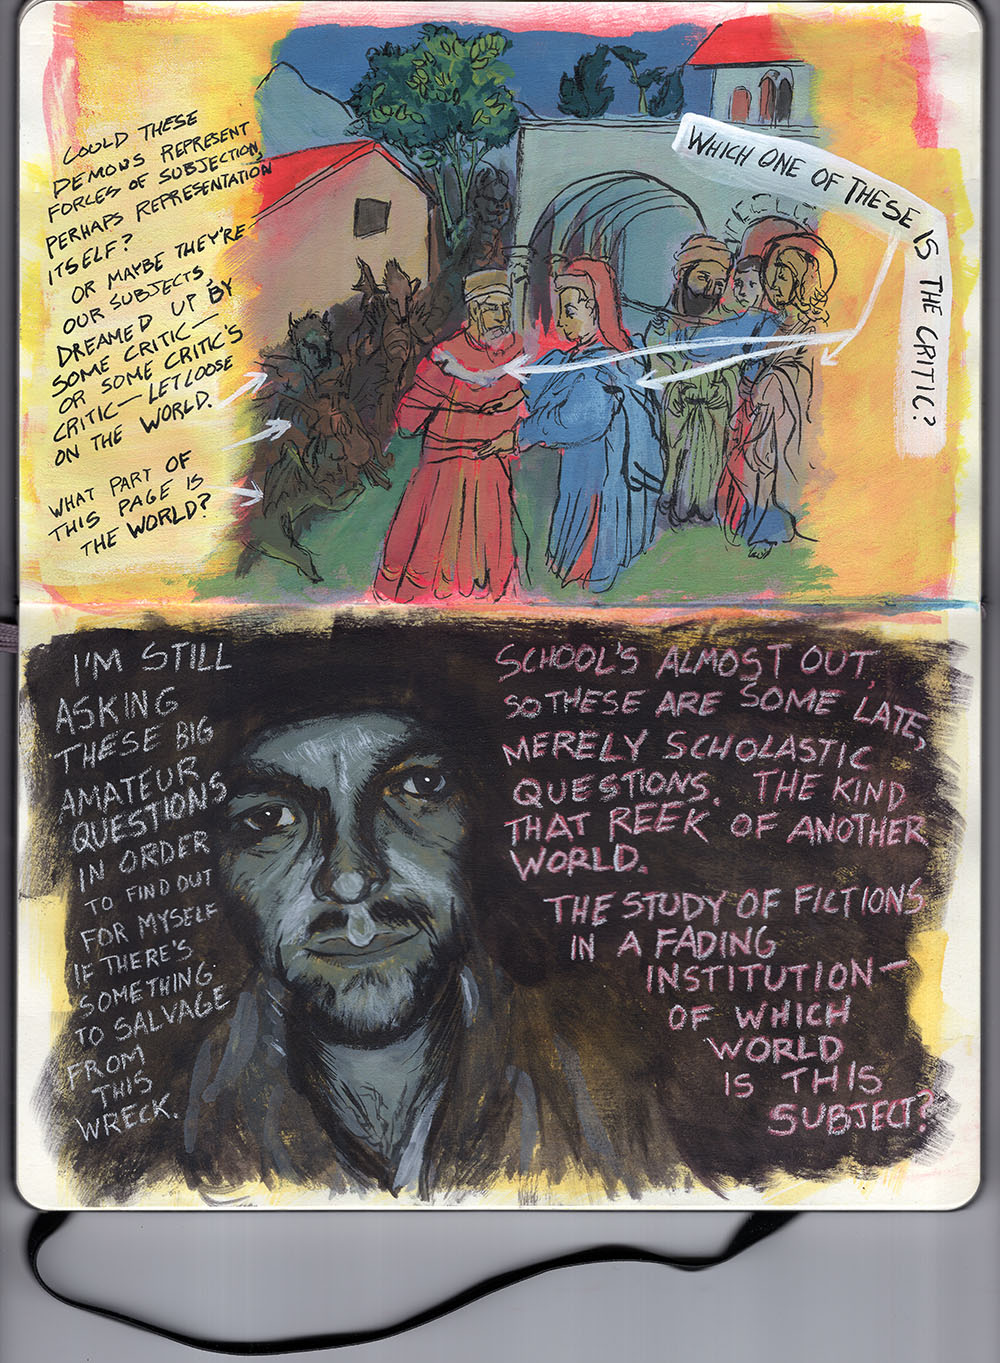 COULD THESE
DEMONS REPRESENT
FORCES OF SUBJECTION,
PERHAPS REPRESENTATION
ITSELF?
OR MAYBE THEY'RE
OUR SUBJECTS,
DREAMED UP BY
SOME CRITIC—
OR SOME CRITIC'S
CRITIC—LET LOOSE
ON THE WORLD.
WHAT PART OF
THIS PAGE IS
THE WORLD?
WHICH ONE OF THESE IS THE CRITIC?
I'M STILL
ASKING
THESE BIG
AMATEUR
QUESTIONS
IN ORDER
TO FIND OUT
FOR MYSELF
IF THERE'S
SOMETHING
TO SALVAGE
FROM
THIS
WRECK.
SCHOOL'S ALMOST OUT,
SO THESE ARE SOME LATE,
MERELY SCHOLASTIC
QUESTIONS. THE KIND
THAT REEK OF ANOTHER
WORLD.
THE STUDY OF FICTIONS
IN A FADING
INSTITUTION—
OF WHICH
WORLD
IS THIS
SUBJECT?